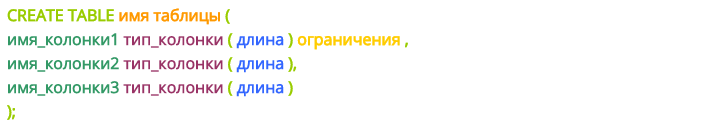 CREATE TABLE имя таблицы (
имя_колонки1 тип_колонки ( длина ) ограничения ,
имя_колонки2 тип_колонки ( длина ),
имя_колонки3 тип_колонки ( длина )
);